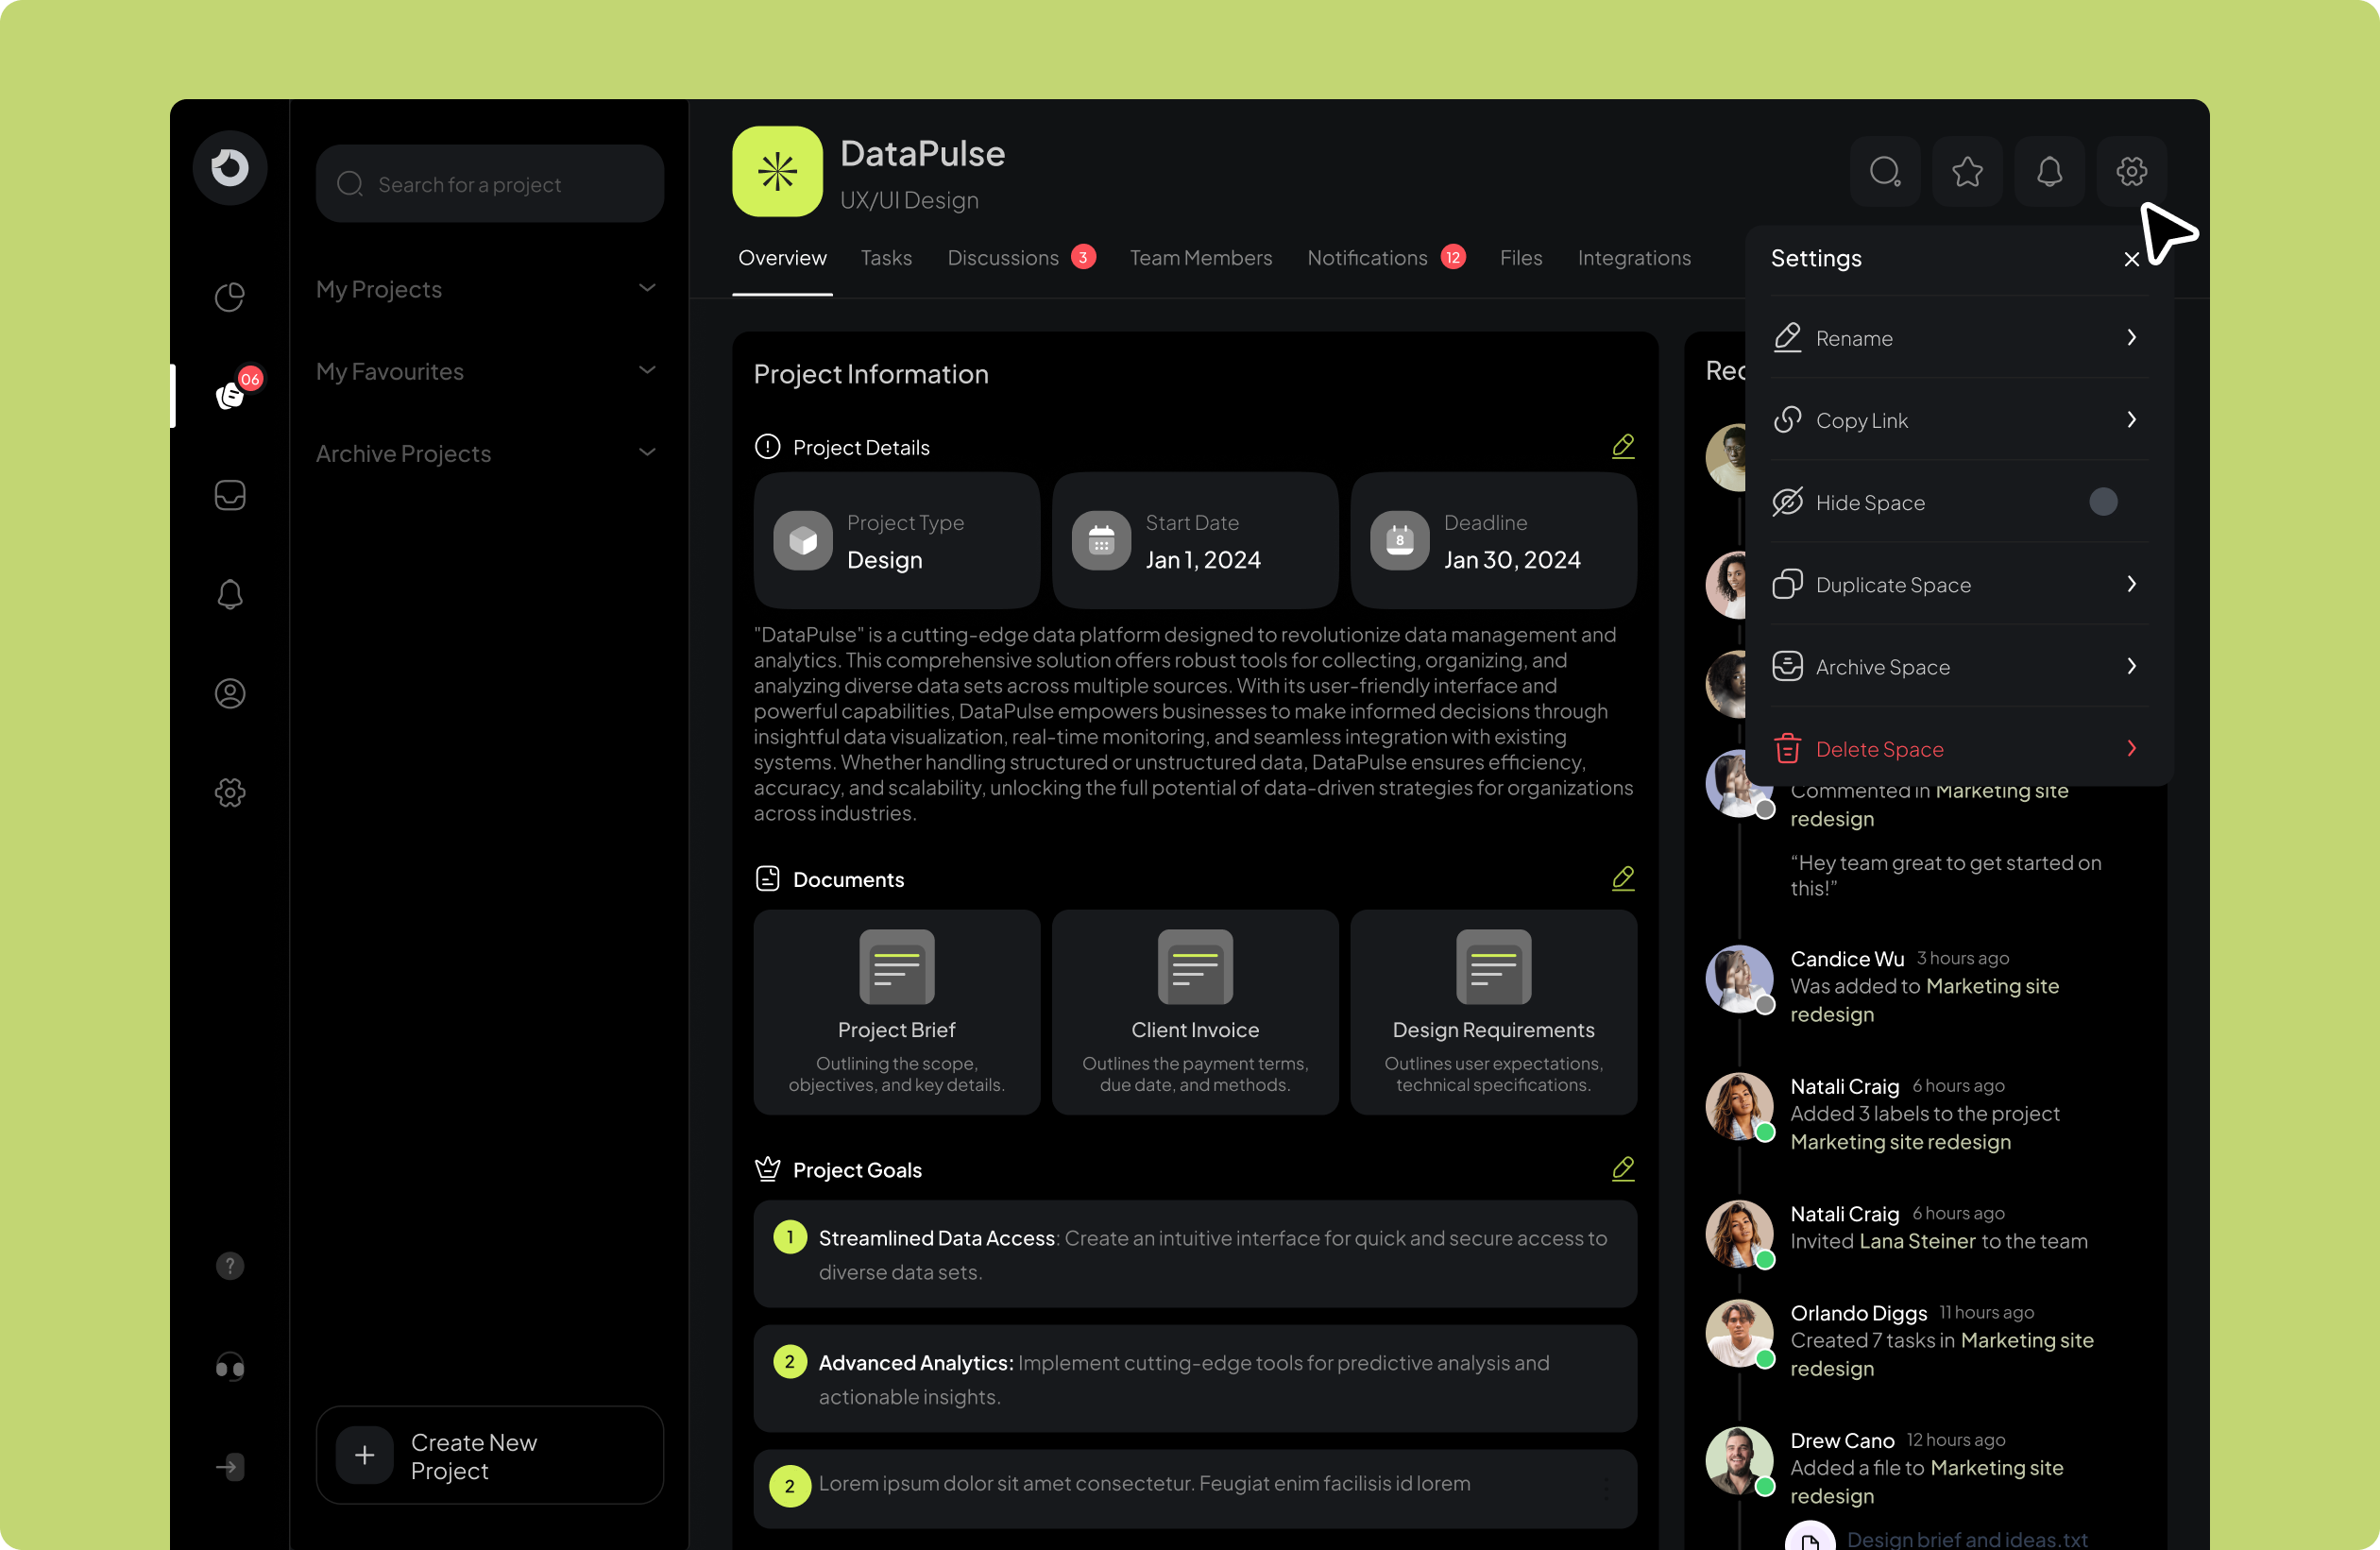 Search for a project
My Projects
My Favourites
Archive Projects
06
Create New
Project
DataPulse
UX/UI Design
Overview
Tasks
Discussions
3
Team Members
Notifications
12
Files
Integrations
Project Information
Project Details
Project Type
Design
Start Date
Jan 1, 2024
8
Deadline
Jan 30, 2024
"DataPulse" is a cutting-edge data platform designed to revolutionize data management and
analytics. This comprehensive solution offers robust tools for collecting, organizing, and
analyzing diverse data sets across multiple sources. With its user-friendly interface and
powerful capabilities, DataPulse empowers businesses to make informed decisions through
insightful data visualization, real-time monitoring, and seamless integration with existing
systems. Whether handling structured or unstructured data, DataPulse ensures efficiency,
accuracy, and scalability, unlocking the full potential of data-driven strategies for organizations
across industries.
Documents
Project Brief
Outlining the scope,
objectives, and key details.
Client Invoice
Outlines the payment terms,
due date, and methods.
Design Requirements
Outlines user expectations,
technical specifications.
Project Goals
1
Streamlined Data Access: Create an intuitive interface for quick and secure access to
diverse data sets.
2
Advanced Analytics: Implement cutting-edge tools for predictive analysis and
actionable insights.
2
Lorem ipsum dolor sit amet consectetur. Feugiat enim facilisis id lorem
Settings
Rename
Copy Link
Hide Space
Duplicate Space
Archive Space
Delete Space
Rec
Commented in Marketing site
redesign
“Hey team great to get started on
this!”
Candice Wu 3 hours ago
Was added to Marketing site
redesign
Natali Craig 6 hours ago
Added 3 labels to the project
Marketing site redesign
Natali Craig 6 hours ago
Invited Lana Steiner to the team
Orlando Diggs 11 hours ago
Created 7 tasks in Marketing site
redesign
Drew Cano 12 hours ago
Added a file to Marketing site
redesign
Design brief and ideas.txt